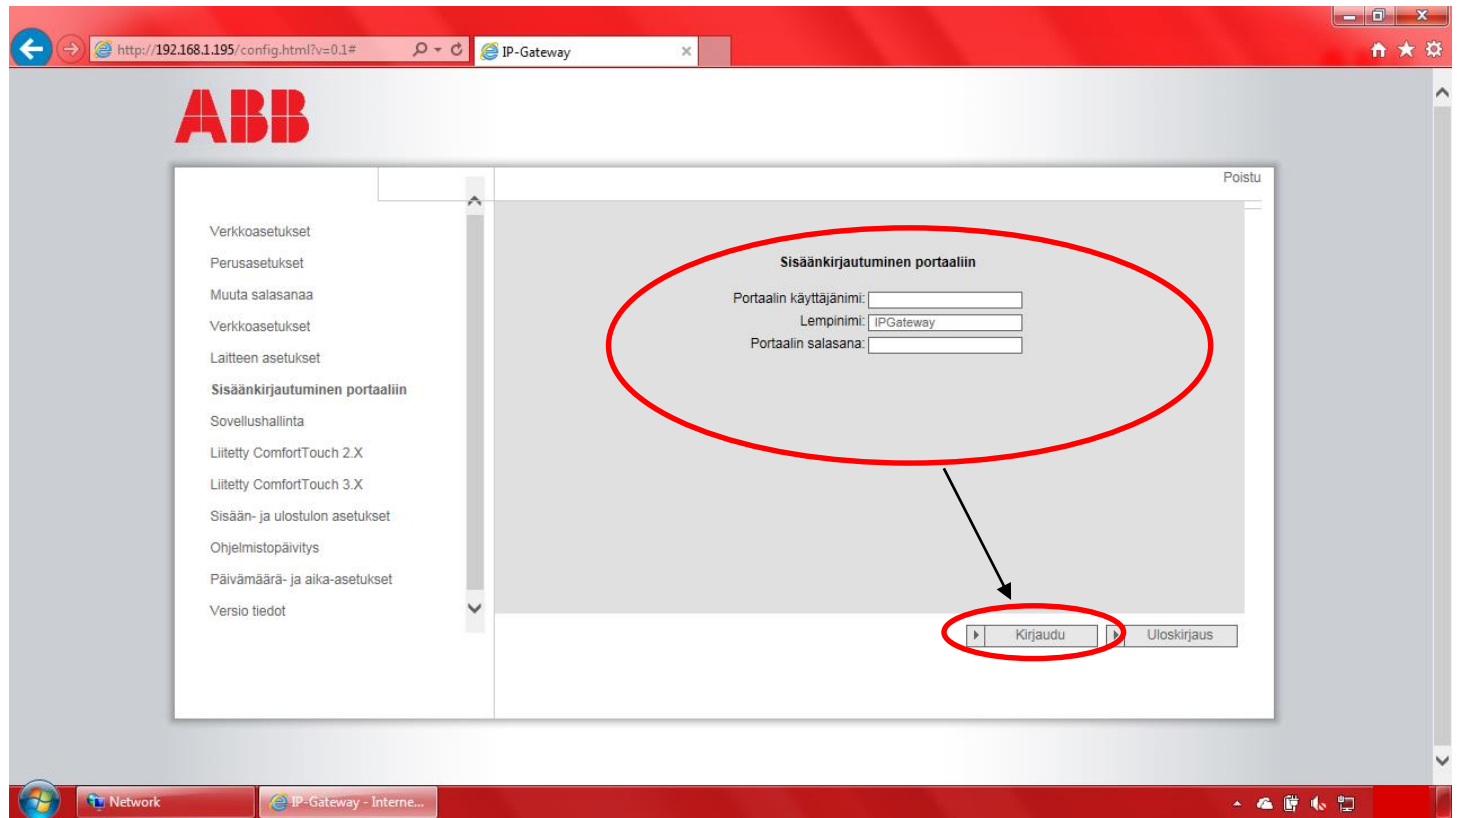 http://192.168.1.195/config.html?v=0.1#
IP-Gateway
ABB
Poistu
Verkkoasetukset
Perusasetukset
Muuta salasanaa
Verkkoasetukset
Laitteen asetukset
Sisäänkirjautuminen portaaliin
Sovellushallinta
Liitetty ComfortTouch 2.X
Liitetty ComfortTouch 3.X
Sisään- ja ulostulon asetukset
Ohjelmistopäivitys
Päivämäärä- ja aika-asetukset
Versio tiedot
Sisäänkirjautuminen portaaliin
Portaalin käyttäjänimi:
Lempinimi: IPGateway
Portaalin salasana:
Kirjaudu
Uloskirjaus
Network
IP-Gateway - Interne...